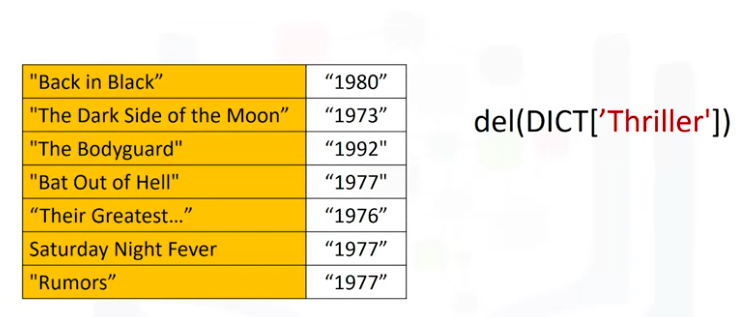 "Back in Black” “1980”
"The Dark Side of the Moon” “1973”
"The Bodyguard" “1992"
"Bat Out of Hell" “1977"
“Their Greatest…” “1976”
Saturday Night Fever “1977”
"Rumors” “1977”
del(DICT[’Thriller'])